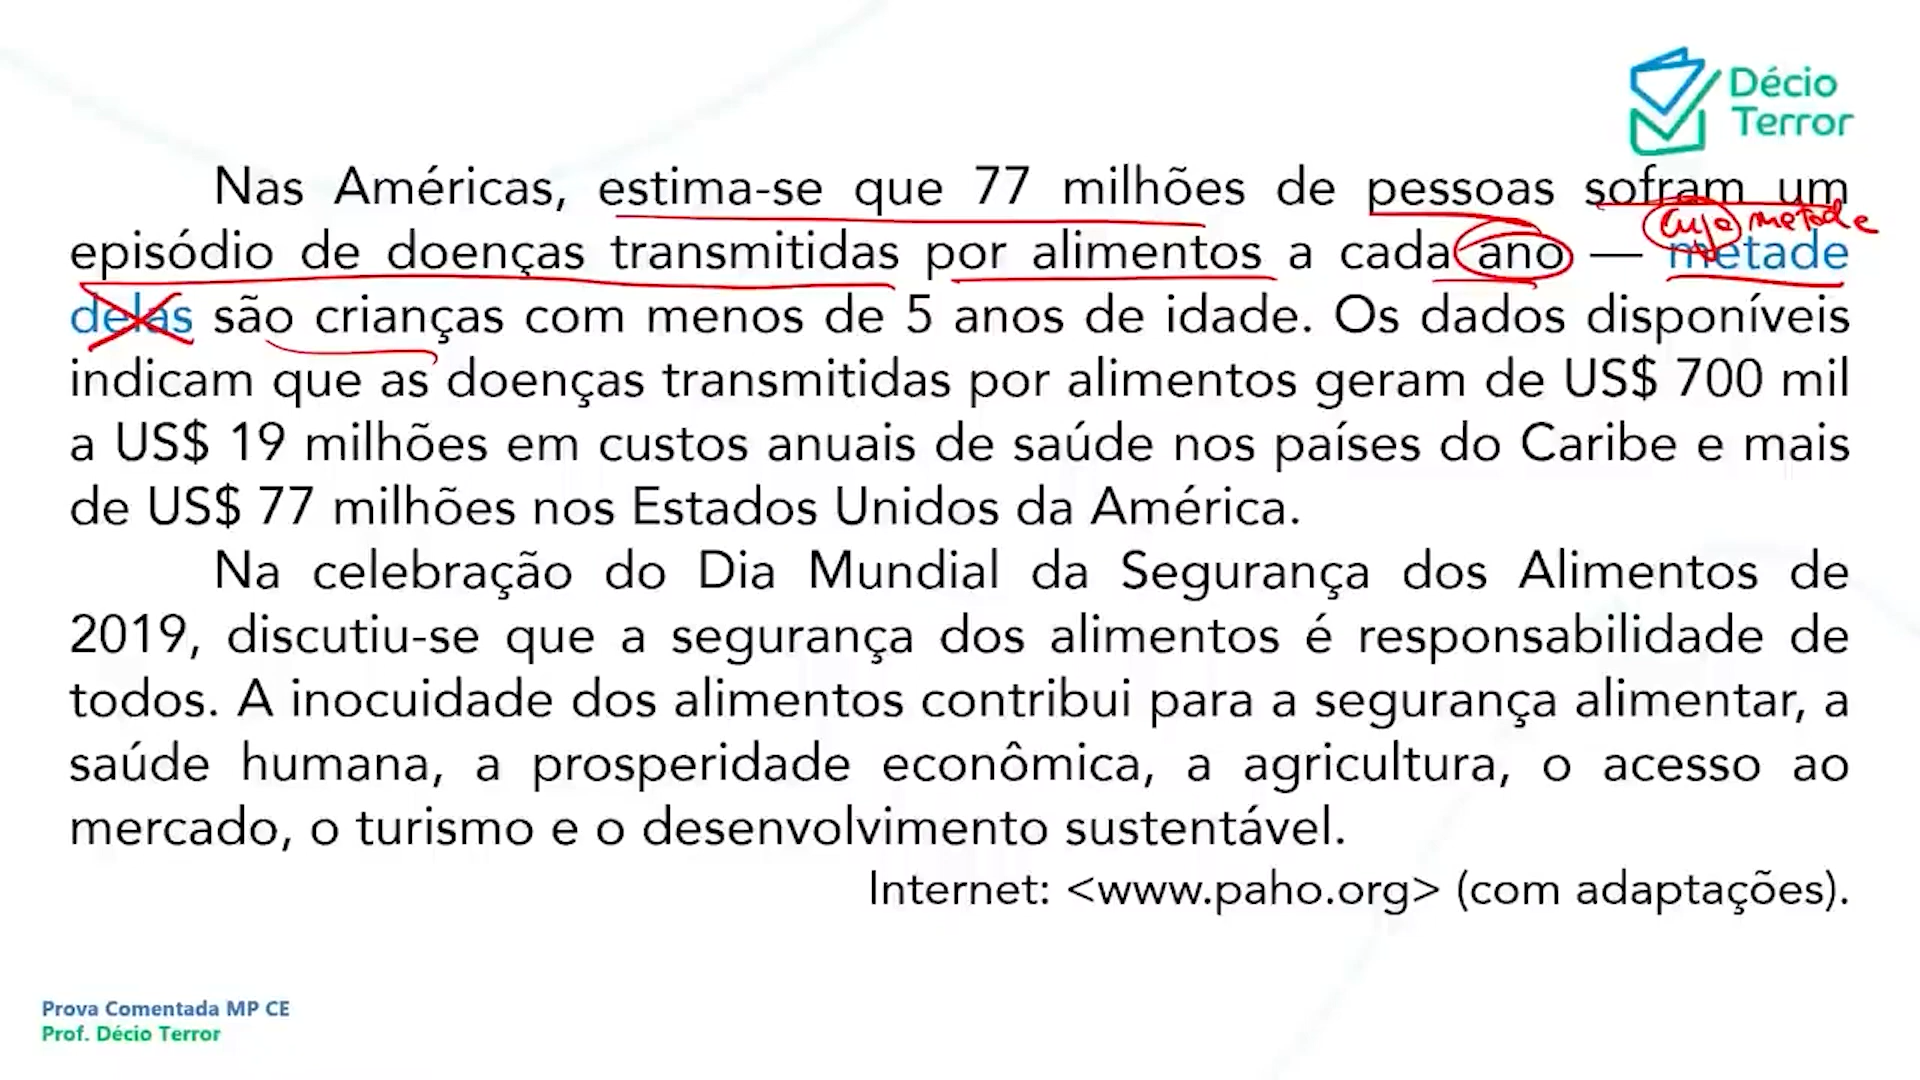 Décio
Terror
Nas Américas, estima-se que 77 milhões de pessoas sofram um
cuja metade
episódio de doenças transmitidas por alimentos a cada ano — metade
delas são crianças com menos de 5 anos de idade. Os dados disponíveis
indicam que as doenças transmitidas por alimentos geram de US$ 700 mil
a US$ 19 milhões em custos anuais de saúde nos países do Caribe e mais
de US$ 77 milhões nos Estados Unidos da América.
Na celebração do Dia Mundial da Segurança dos Alimentos de
2019, discutiu-se que a segurança dos alimentos é responsabilidade de
todos. A inocuidade dos alimentos contribui para a segurança alimentar, a
saúde humana, a prosperidade econômica, a agricultura, o acesso ao
mercado, o turismo e o desenvolvimento sustentável.
Internet: <www.paho.org> (com adaptações).
Prova Comentada MP CE
Prof. Décio Terror